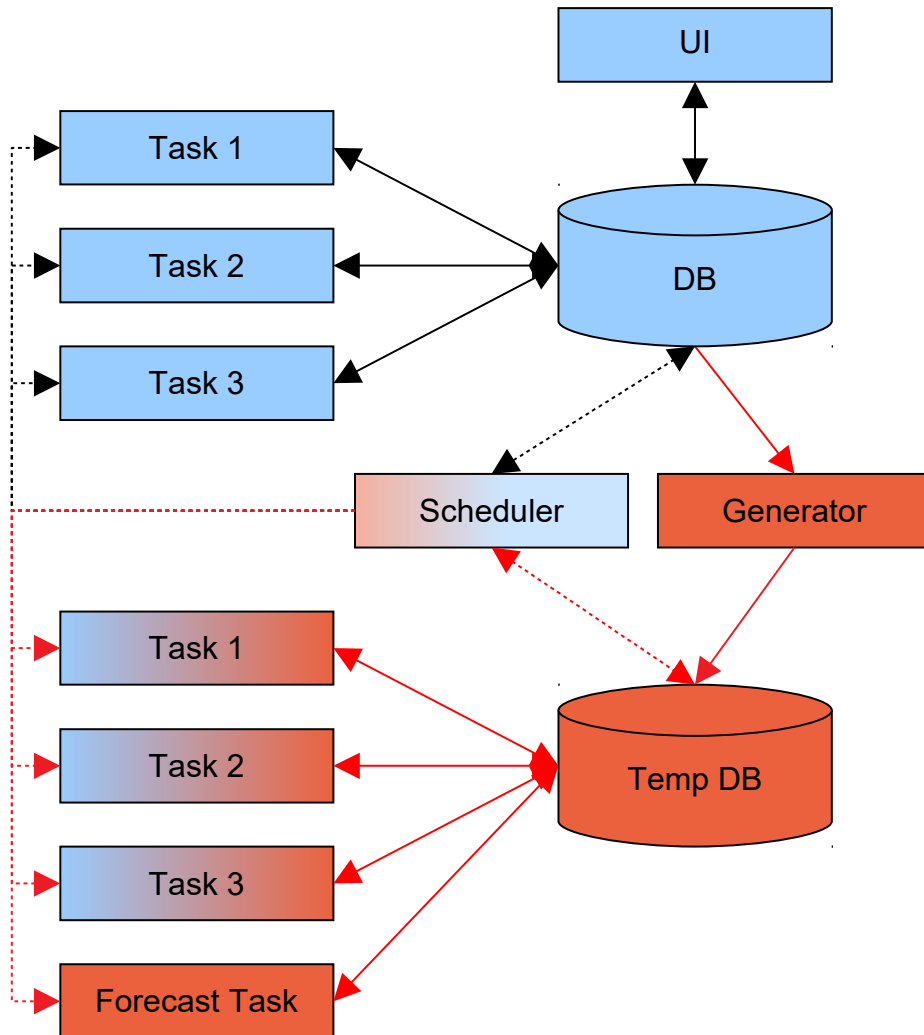 UI
Task 1
Task 2
DB
Task 3
Scheduler
Generator
Task 1
Task 2
Temp DB
Task 3
Forecast Task